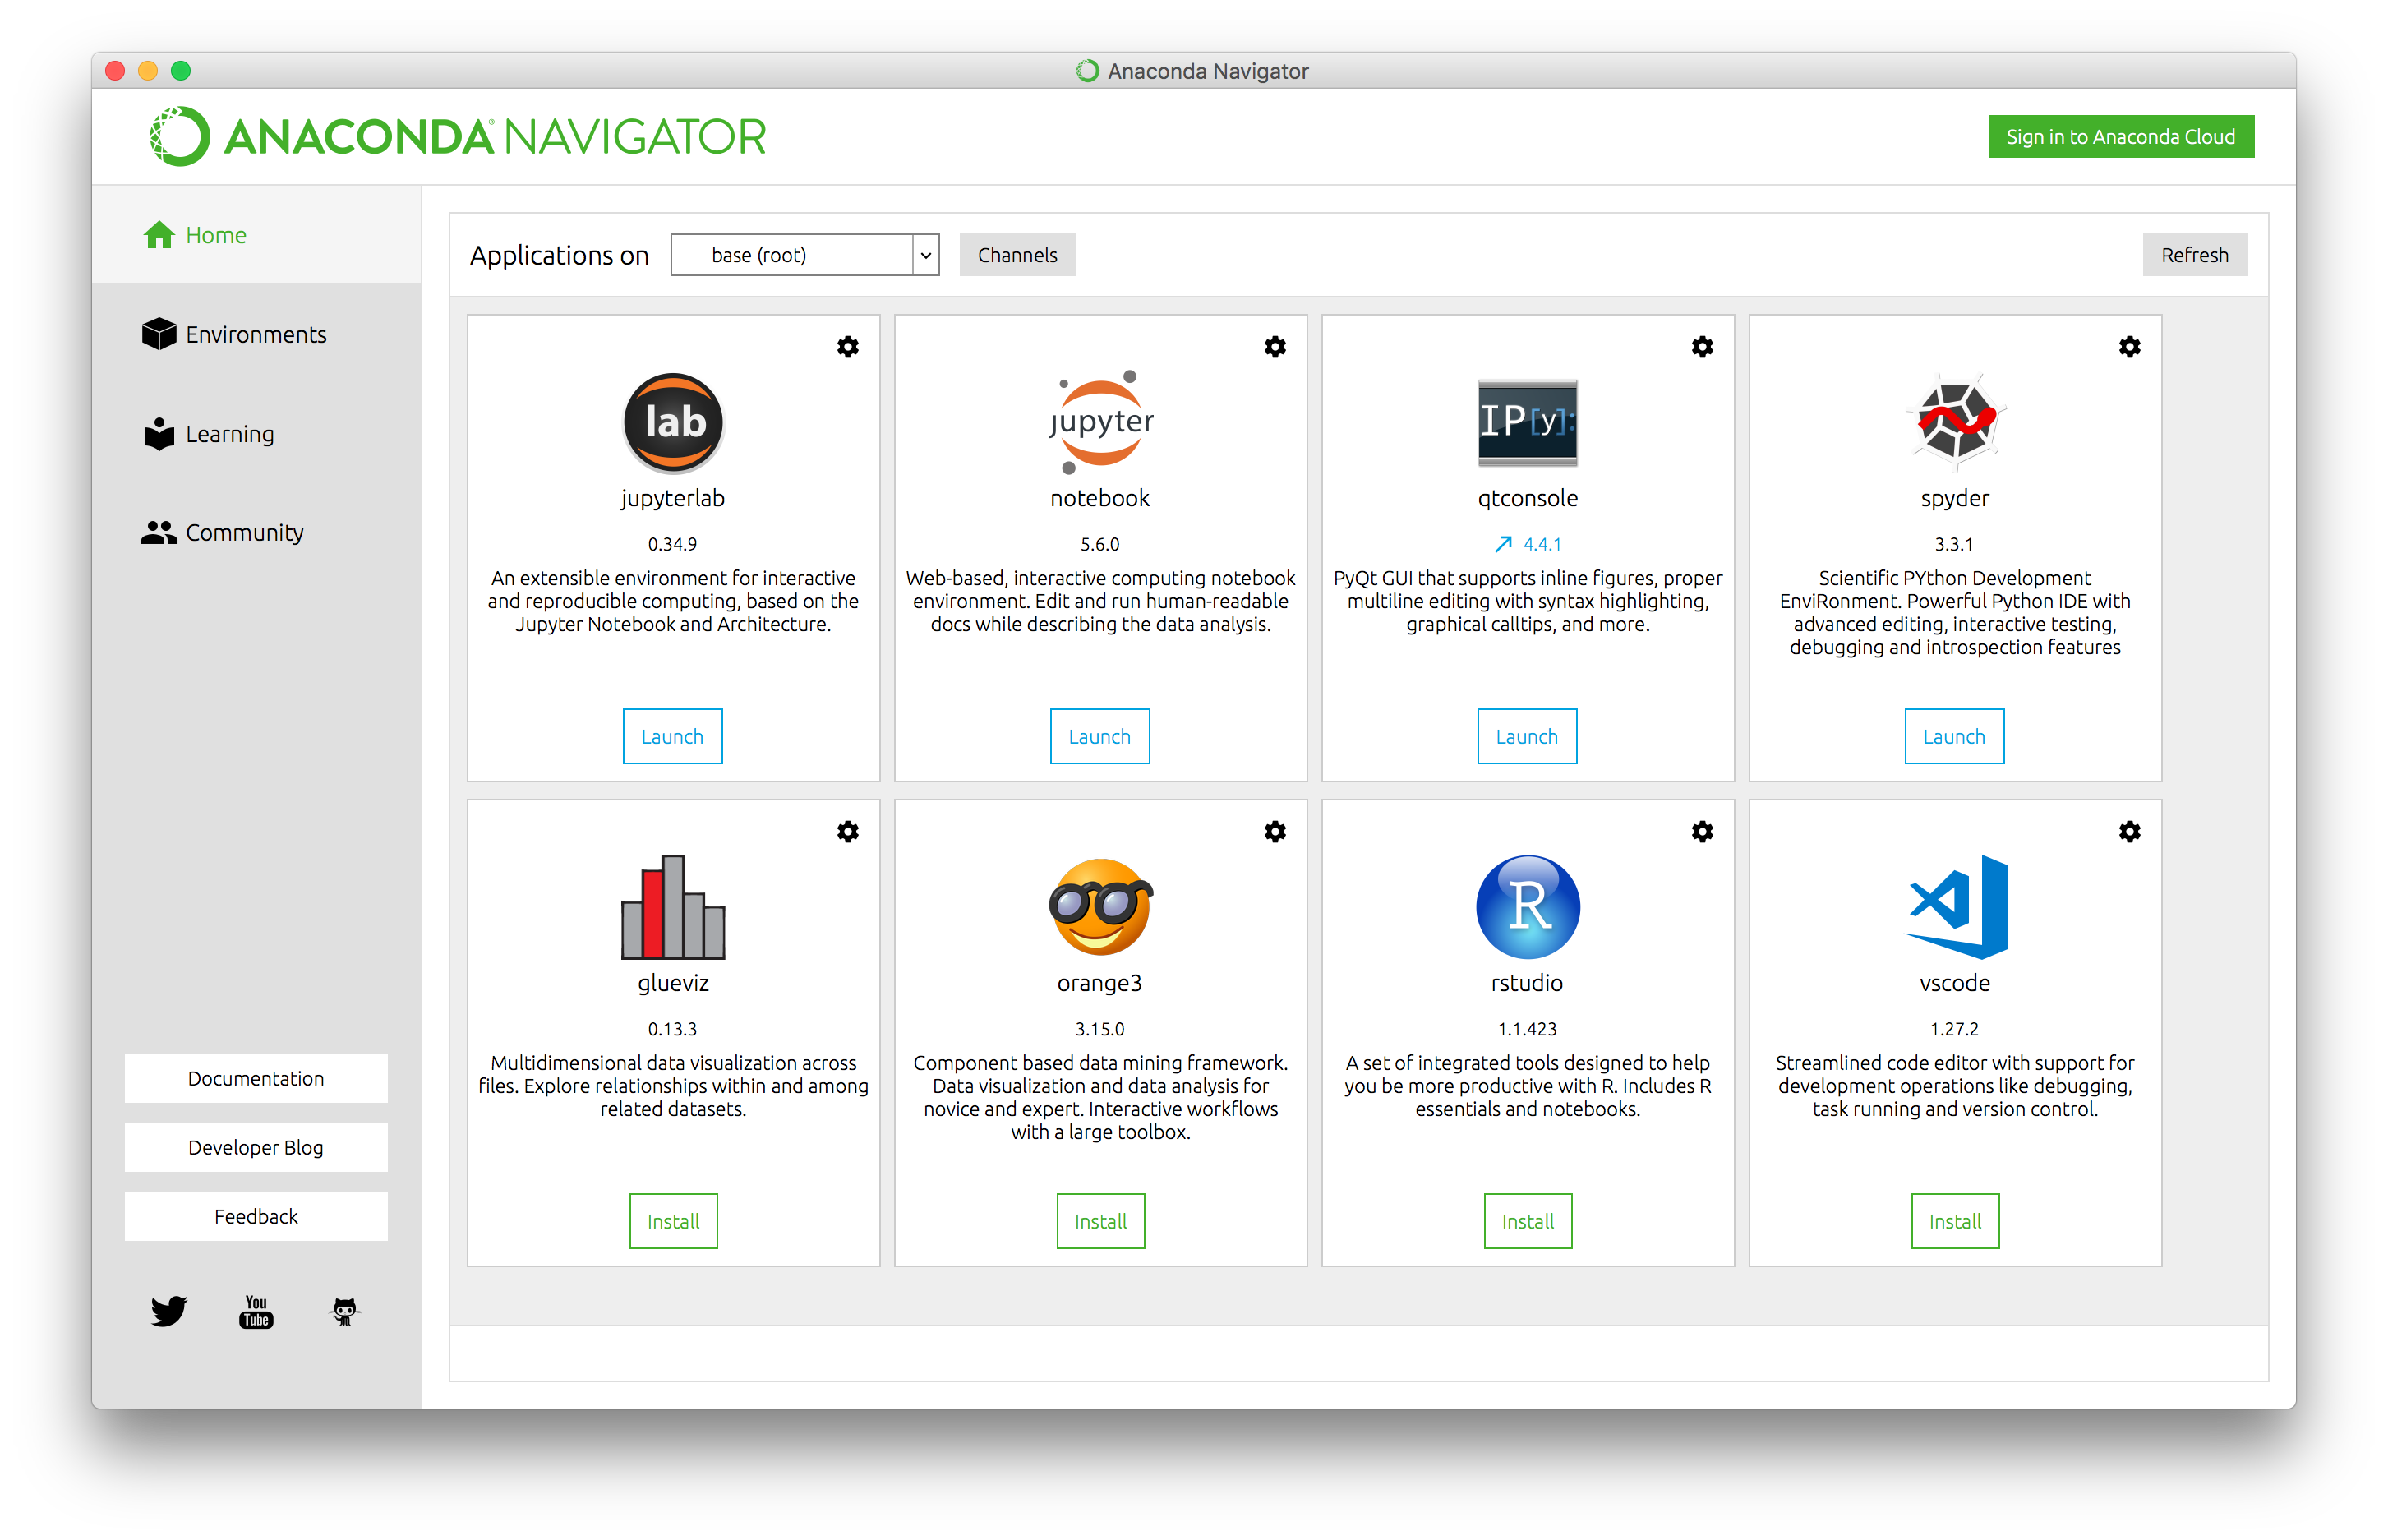 Anaconda Navigator
ANACONDA® NAVIGATOR
Sign in to Anaconda Cloud
Home
Environments
Learning
Community
Documentation
Developer Blog
Feedback
You
Tube
Applications on
base (root)
Channels
Refresh
lab
jupyterlab
0.34.9
An extensible environment for interactive
and reproducible computing, based on the
Jupyter Notebook and Architecture.
Launch
jupyter
notebook
5.6.0
Web-based, interactive computing notebook
environment. Edit and run human-readable
docs while describing the data analysis.
Launch
IP[y]:
qtconsole
4.4.1
PyQt GUI that supports inline figures, proper
multiline editing with syntax highlighting,
graphical calltips, and more.
Launch
spyder
3.3.1
Scientific PYthon Development
EnviRonment. Powerful Python IDE with
advanced editing, interactive testing,
debugging and introspection features
Launch
glueviz
0.13.3
Multidimensional data visualization across
files. Explore relationships within and among
related datasets.
Install
orange3
3.15.0
Component based data mining framework.
Data visualization and data analysis for
novice and expert. Interactive workflows
with a large toolbox.
Install
R
rstudio
1.1.423
A set of integrated tools designed to help
you be more productive with R. Includes R
essentials and notebooks.
Install
vscode
1.27.2
Streamlined code editor with support for
development operations like debugging,
task running and version control.
Install